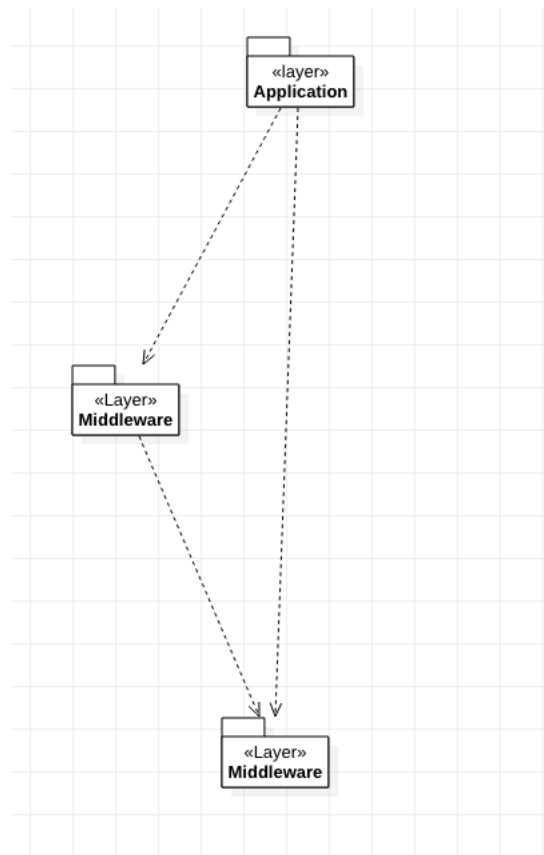 «layer»
Application
«Layer»
Middleware
«Layer»
Middleware